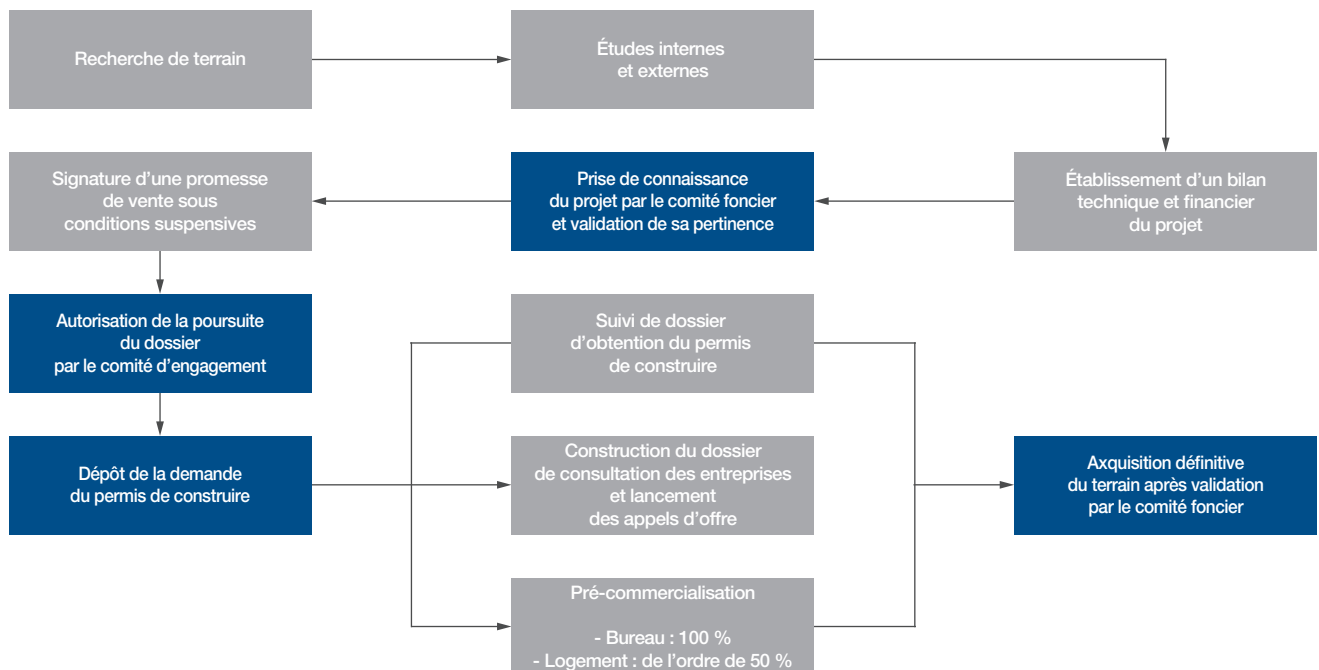 Recherche de terrain
Études internes
et externes
Signature d'une promesse
de vente sous
conditions suspensives
Prise de connaissance
du projet par le comité foncier
et validation de sa pertinence
Établissement d'un bilan
technique et financier
du projet
Autorisation de la poursuite
du dossier
par le comité d'engagement
Suivi de dossier
d'obtention du permis
de construire
Dépôt de la demande
du permis de construire
Construction du dossier
de consultation des entreprises
et lancement
des appels d'offre
Axquisition définitive
du terrain après validation
par le comité foncier
Pré-commercialisation
- Bureau : 100 %
- Logement : de l'ordre de 50 %